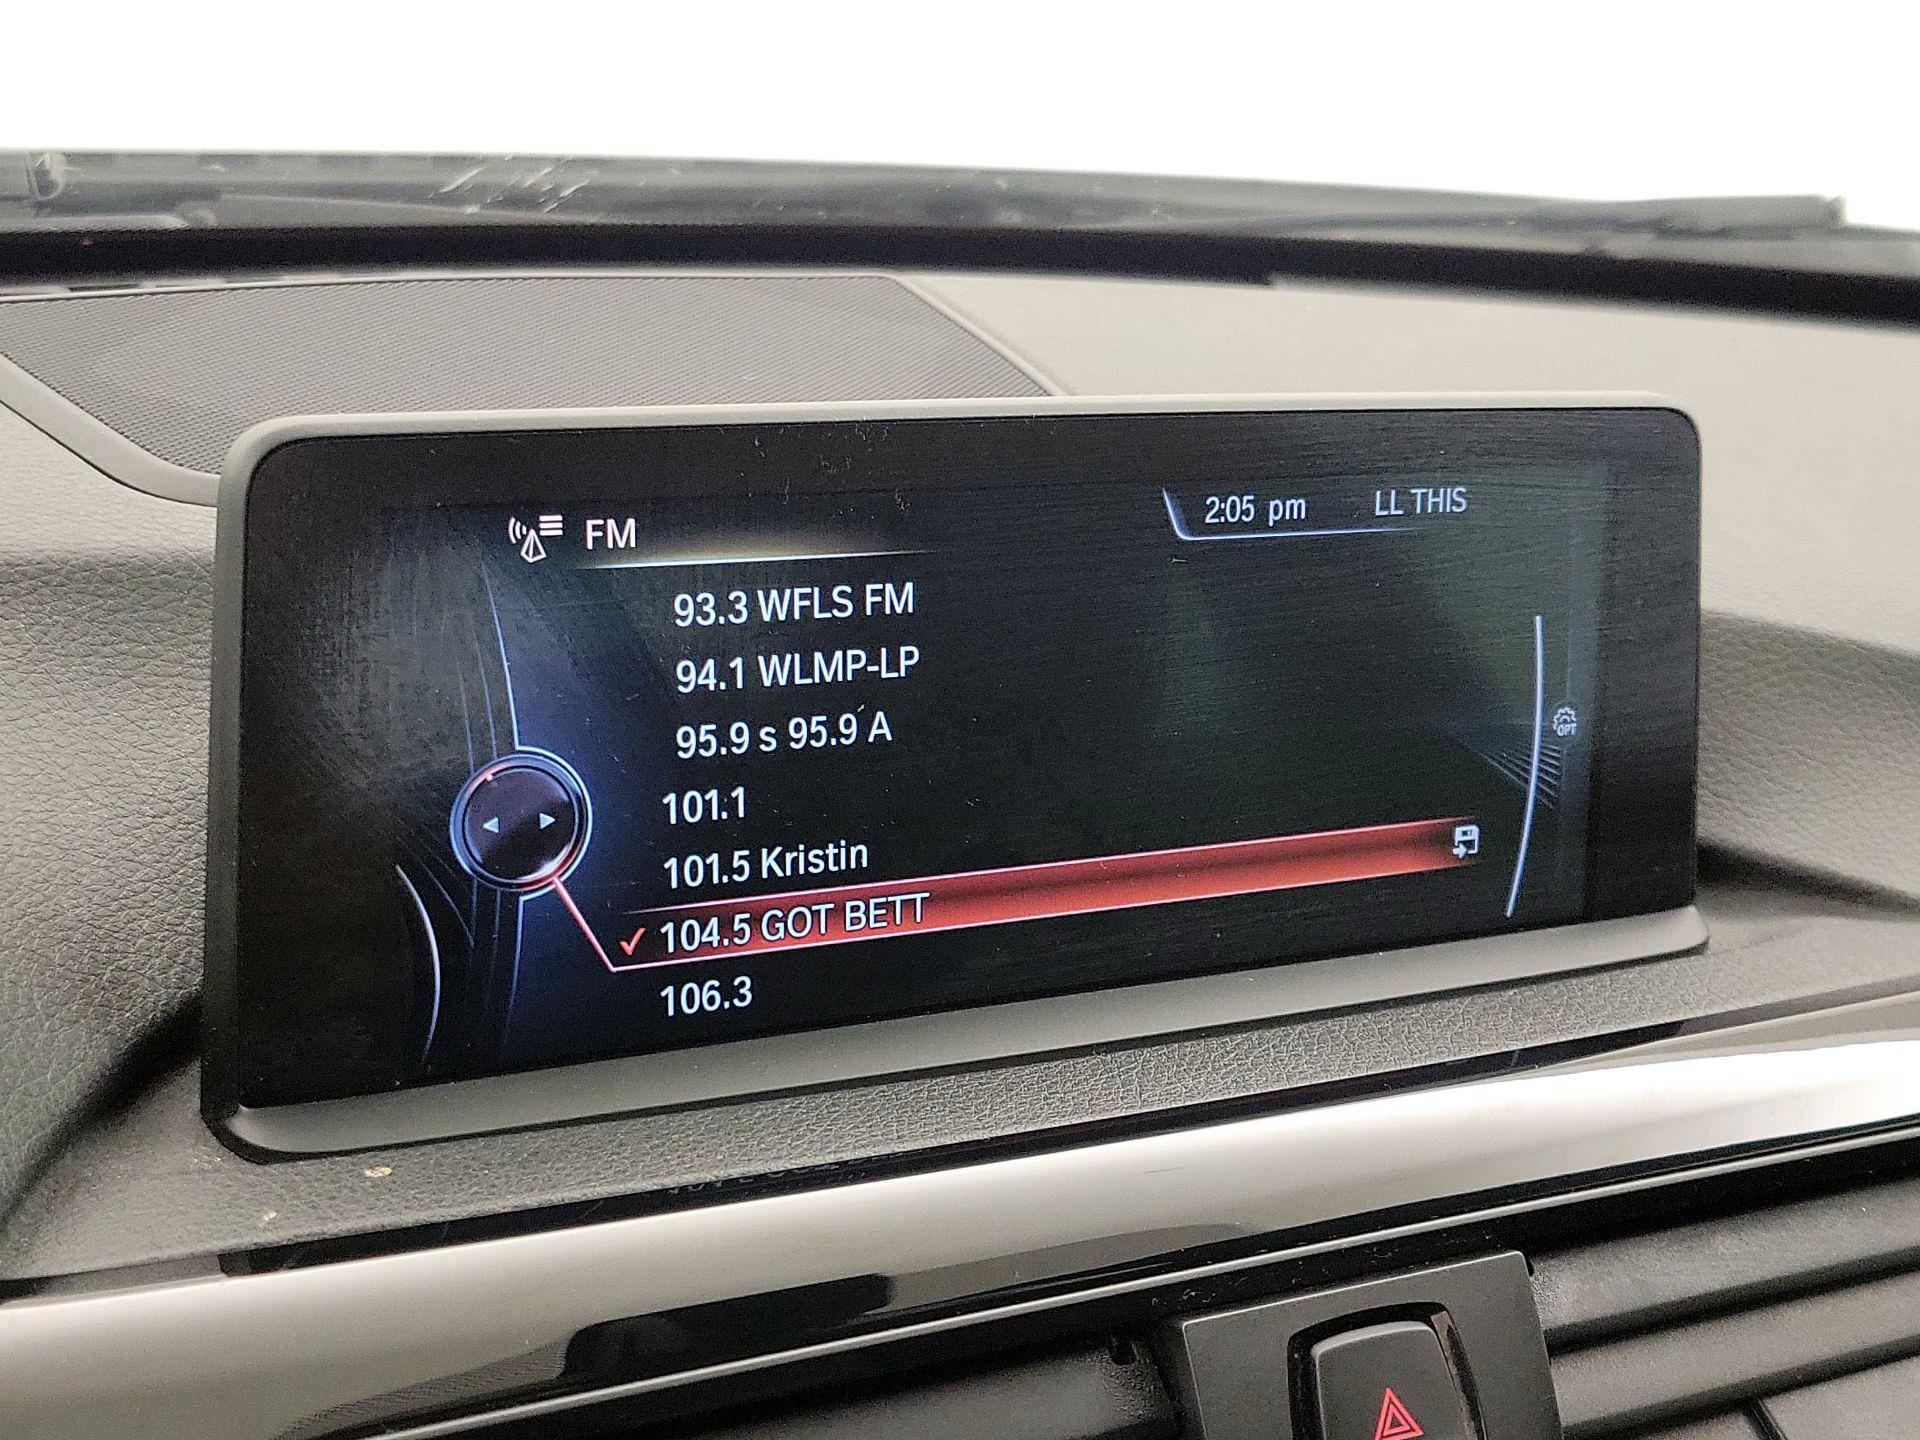 FM
2:05 pm
LL THIS
93.3 WFLS FM
94.1 WLMP-LP
95.9 s 95.9 A
101.1
101.5 Kristin
104.5 GOT BETT
106.3
OPT